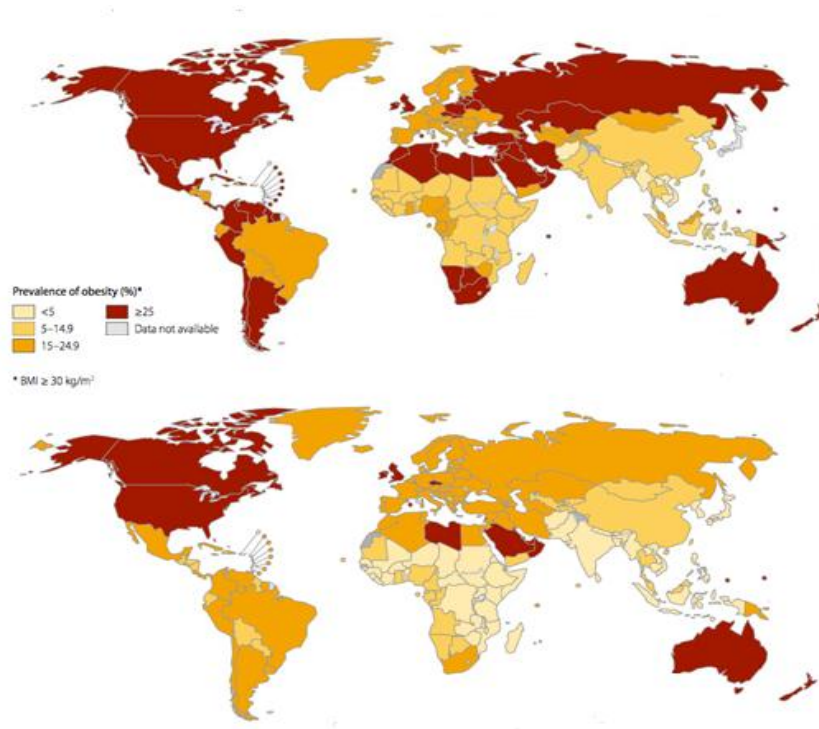 Prevalence of obesity (%)*
<5 ≥25
5–14.9 Data not available
15–24.9
* BMI ≥ 30 kg/m²